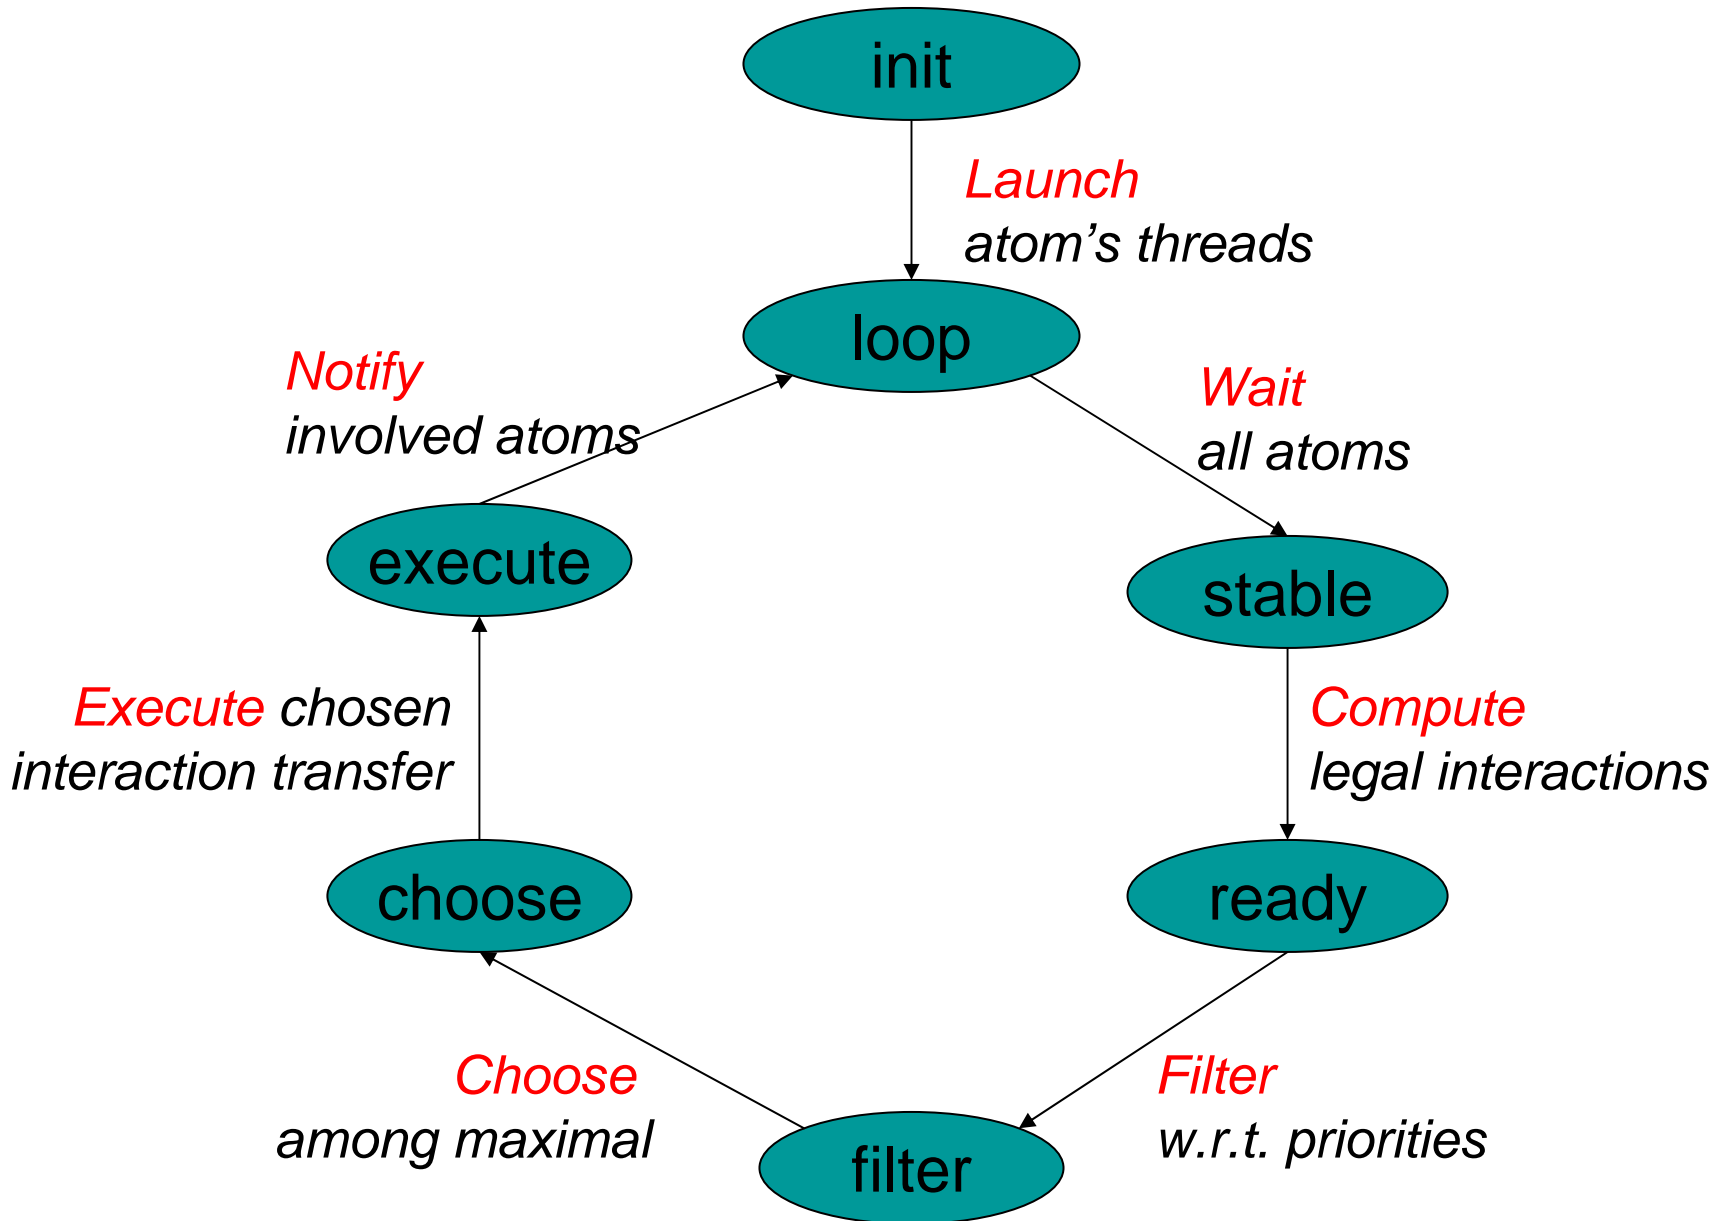 init
Launch
atom’s threads
loop
Notify
involved atoms
Wait
all atoms
execute
stable
Execute chosen
interaction transfer
Compute
legal interactions
choose
ready
Choose
among maximal
Filter
w.r.t. priorities
filter